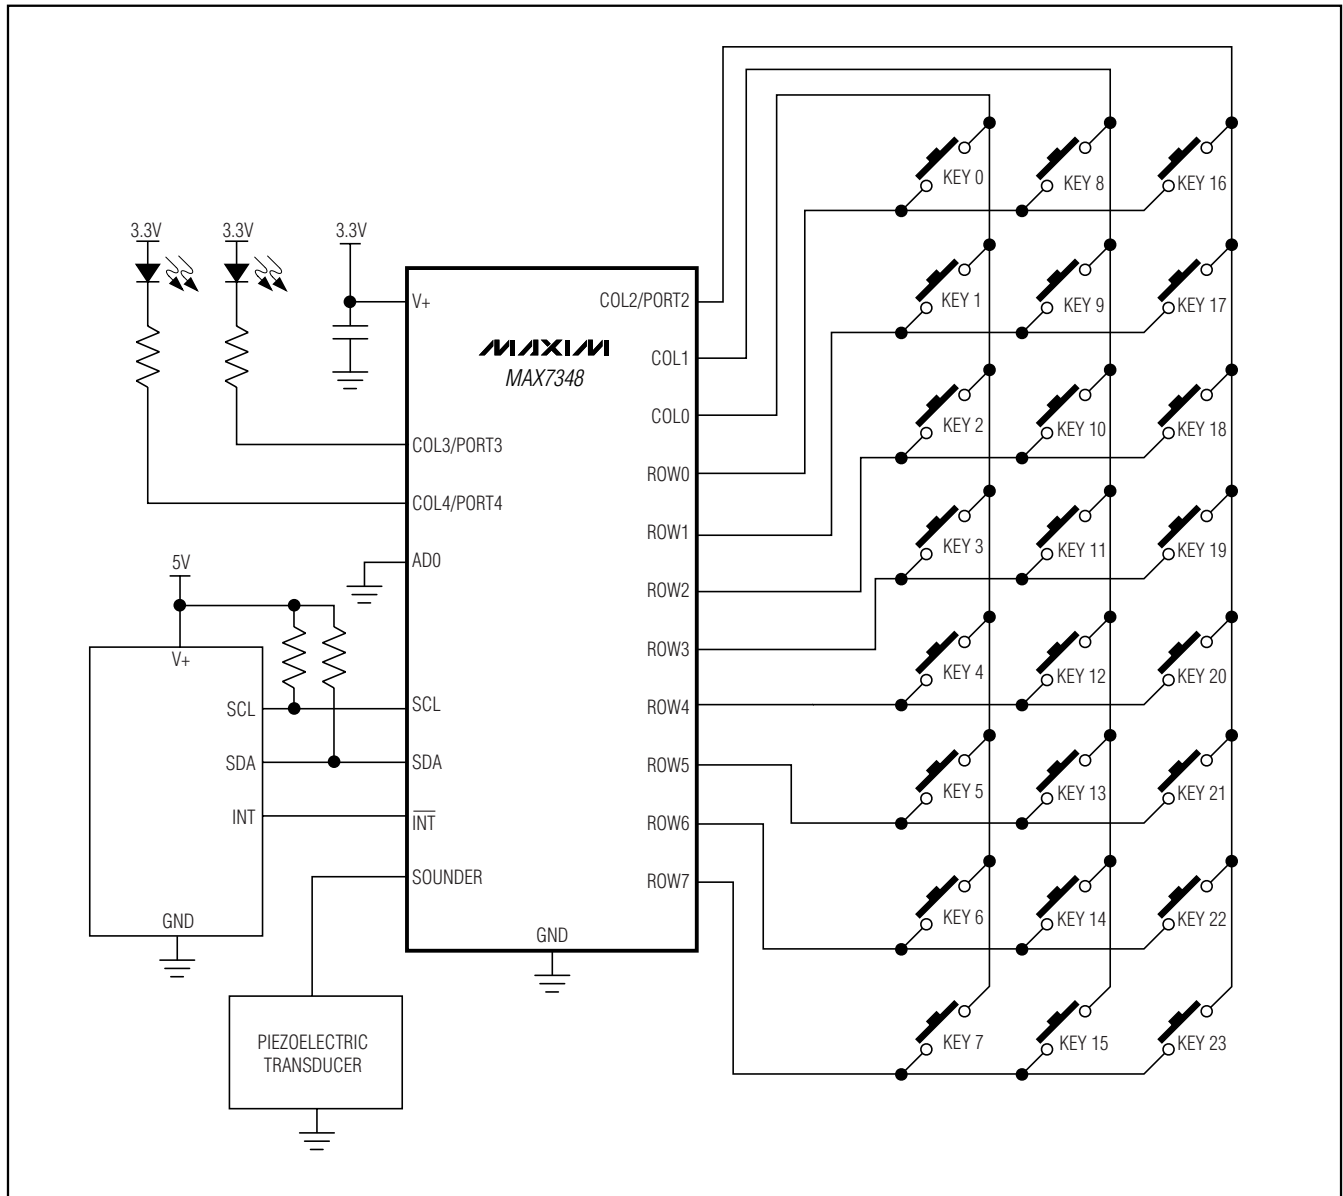 KEY 0
KEY 8
KEY 16
3.3V
3.3V
3.3V
KEY 1
KEY 9
KEY 17
V+
COL2/PORT2
MAXIM
MAX7348
COL1
COL0
KEY 2
KEY 10
KEY 18
COL3/PORT3
ROW0
COL4/PORT4
ROW1
KEY 3
KEY 11
KEY 19
5V
AD0
ROW2
V+
ROW3
KEY 4
KEY 12
KEY 20
SCL
SCL
ROW4
SDA
SDA
ROW5
KEY 5
KEY 13
KEY 21
INT
INT
ROW6
SOUNDER
ROW7
GND
GND
KEY 6
KEY 14
KEY 22
PIEZOELECTRIC
TRANSDUCER
KEY 7
KEY 15
KEY 23